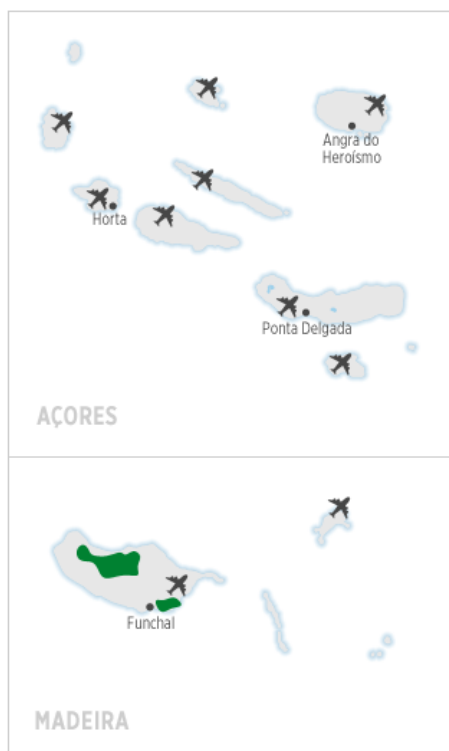 Angra do
Heroísmo
Horta
Ponta Delgada
AÇORES
Funchal
MADEIRA